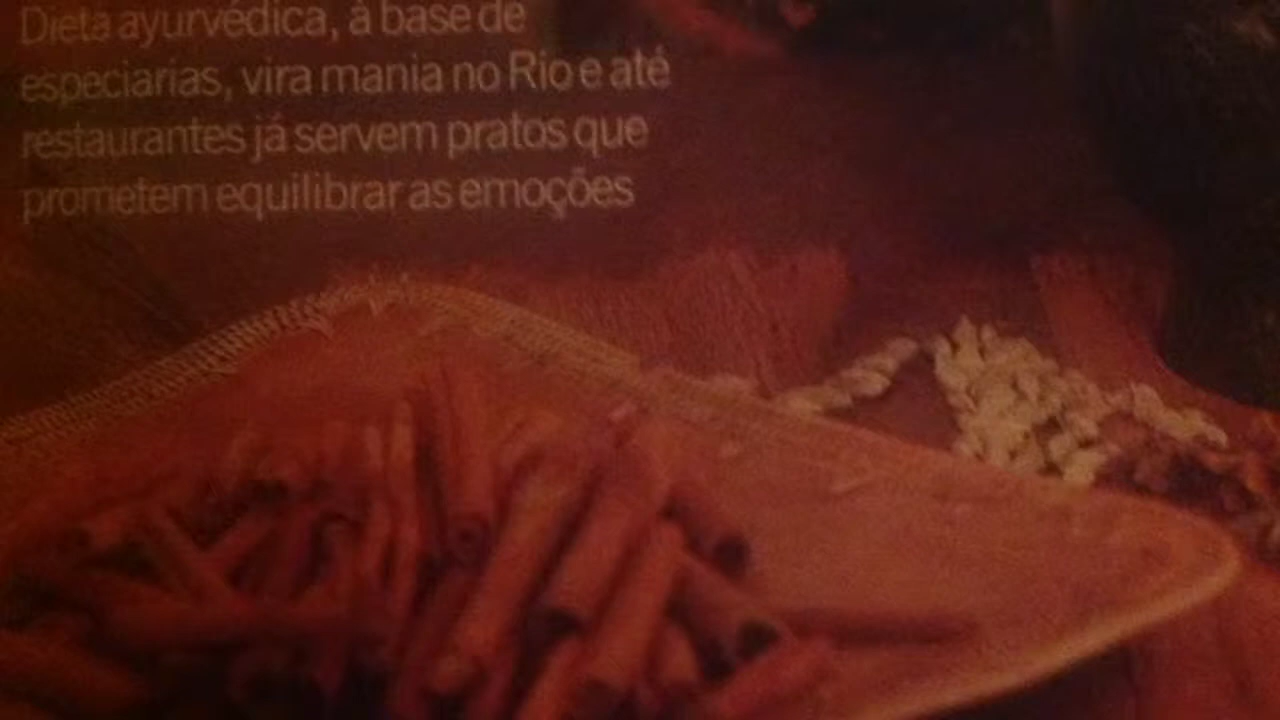 Dieta ayurvédica, à base de
especiarias, vira mania no Rio e até
restaurantes já servem pratos que
prometem equilibrar as emoções